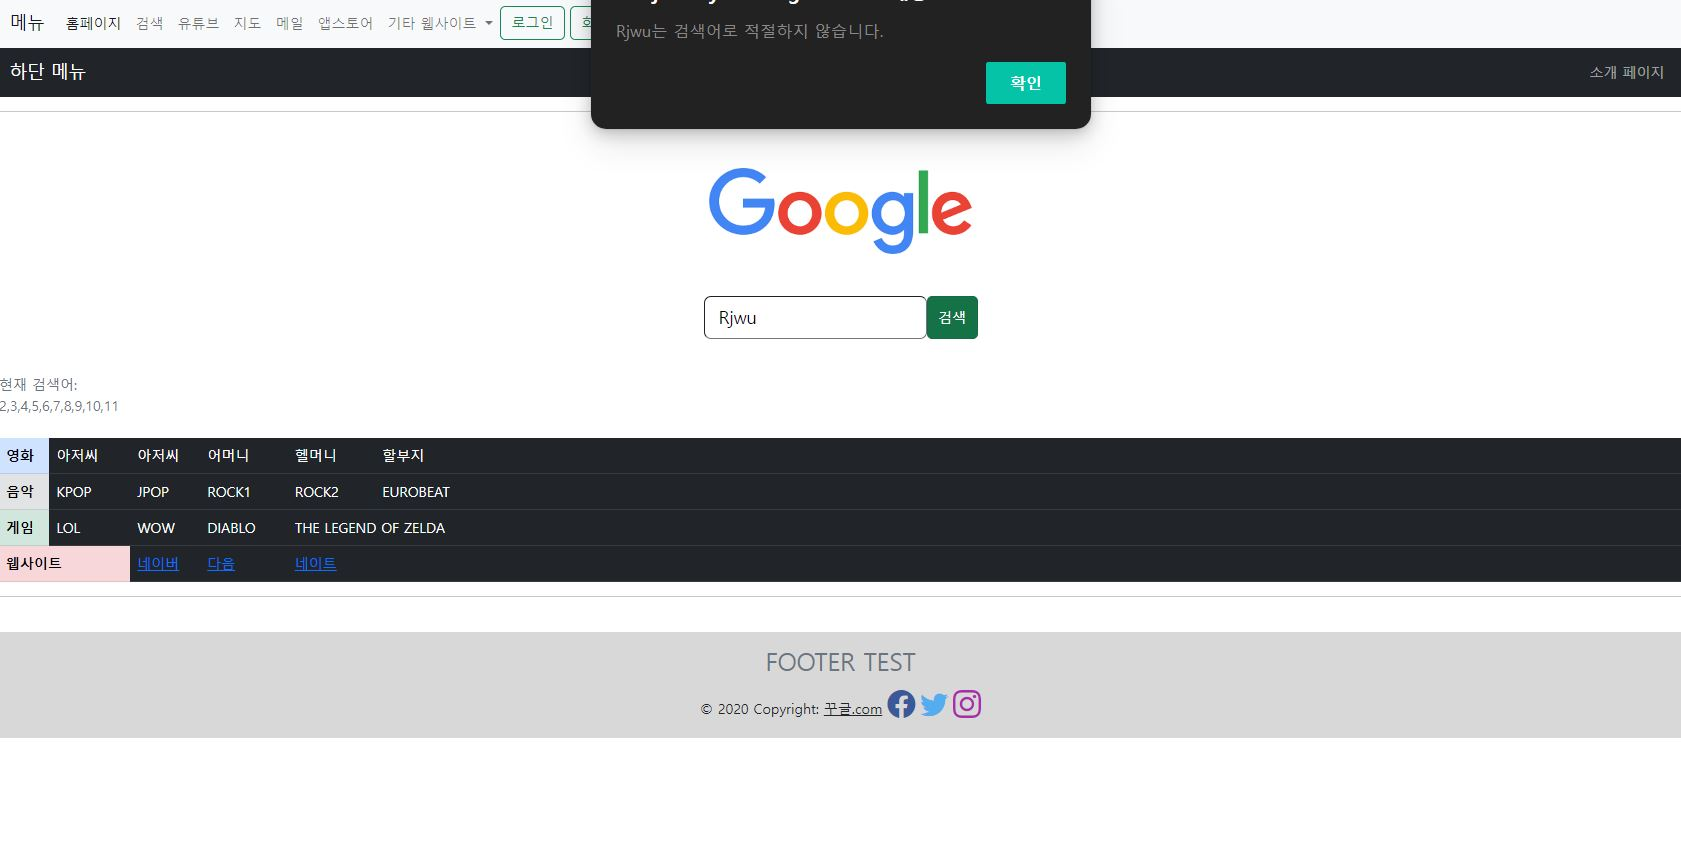 메뉴 홈페이지 검색 유튜브 지도 메일 앱스토어 기타 웹사이트 로그인
Rjwu는 검색어로 적절하지 않습니다.
확인
하단 메뉴 소개 페이지
Google
Rjwu 검색
현재 검색어:
2,3,4,5,6,7,8,9,10,11
영화 아저씨 아저씨 어머니 헬머니 할부지
음악 KPOP JPOP ROCK1 ROCK2 EUROBEAT
게임 LOL WOW DIABLO THE LEGEND OF ZELDA
웹사이트 네이버 다음 네이트
FOOTER TEST
© 2020 Copyright: 꾸글.com